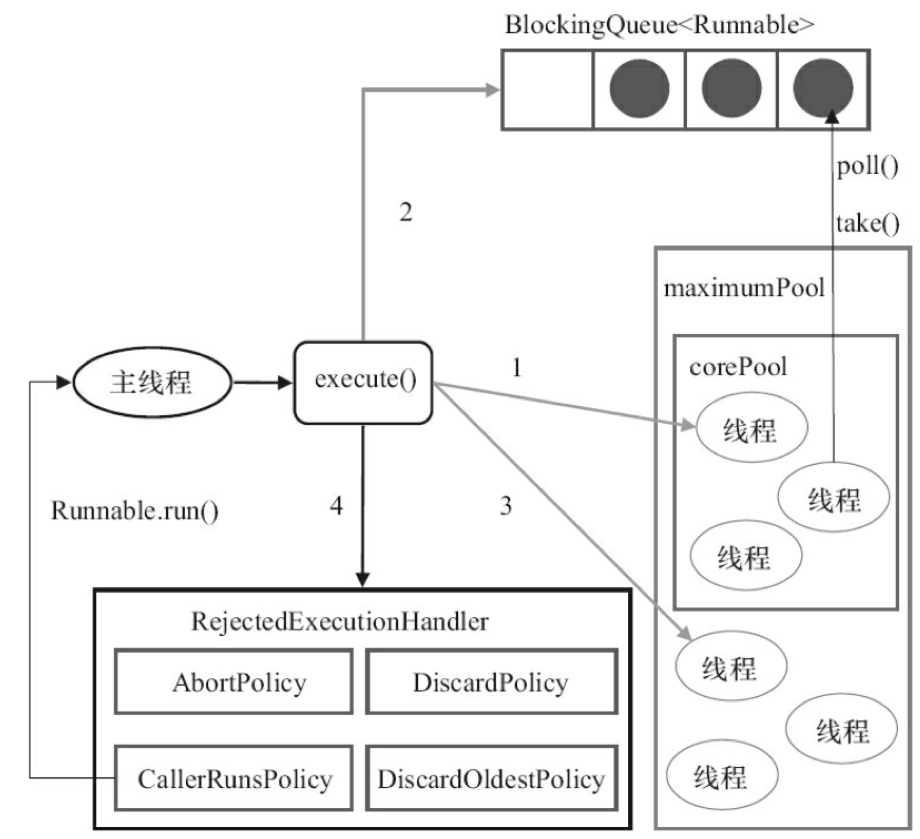 BlockingQueue<Runnable>
poll()
2
take()
maximumPool
corePool
主线程
execute()
1
线程
线程
Runnable.run()
4
3
线程
RejectedExecutionHandler
线程
AbortPolicy
DiscardPolicy
线程
CallerRunsPolicy
DiscardOldestPolicy
线程